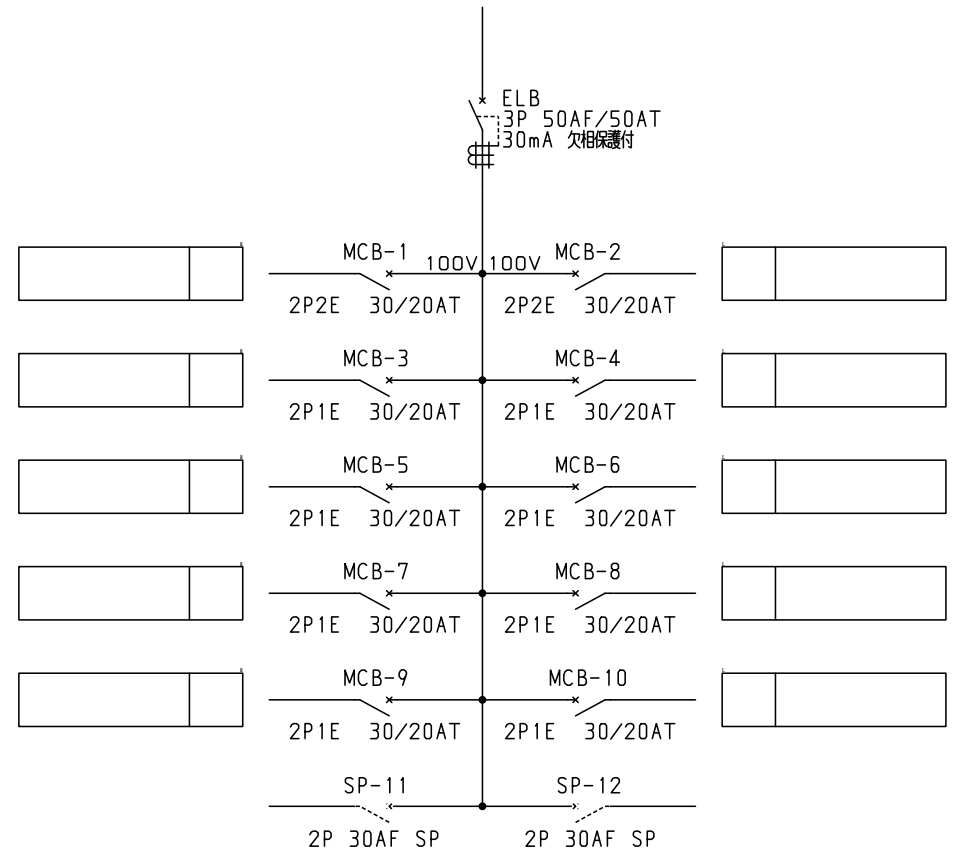 ELB
3P 50AF/50AT
30mA 欠相保護付
MCB-1 MCB-2
100V 100V
2P2E 30/20AT 2P2E 30/20AT
MCB-3 MCB-4
2P1E 30/20AT 2P1E 30/20AT
MCB-5 MCB-6
2P1E 30/20AT 2P1E 30/20AT
MCB-7 MCB-8
2P1E 30/20AT 2P1E 30/20AT
MCB-9 MCB-10
2P1E 30/20AT 2P1E 30/20AT
SP-11 SP-12
2P 30AF SP 2P 30AF SP